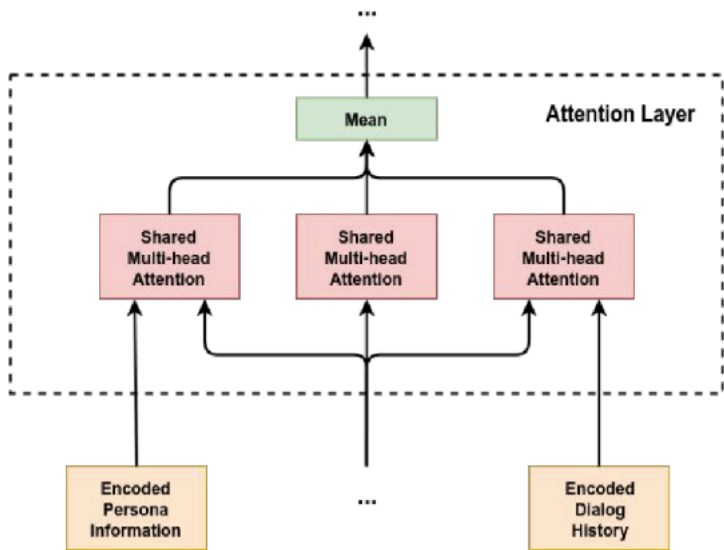 ...
Mean
Attention Layer
Shared
Multi-head
Attention
Shared
Multi-head
Attention
Shared
Multi-head
Attention
Encoded
Persona
Information
...
Encoded
Dialog
History